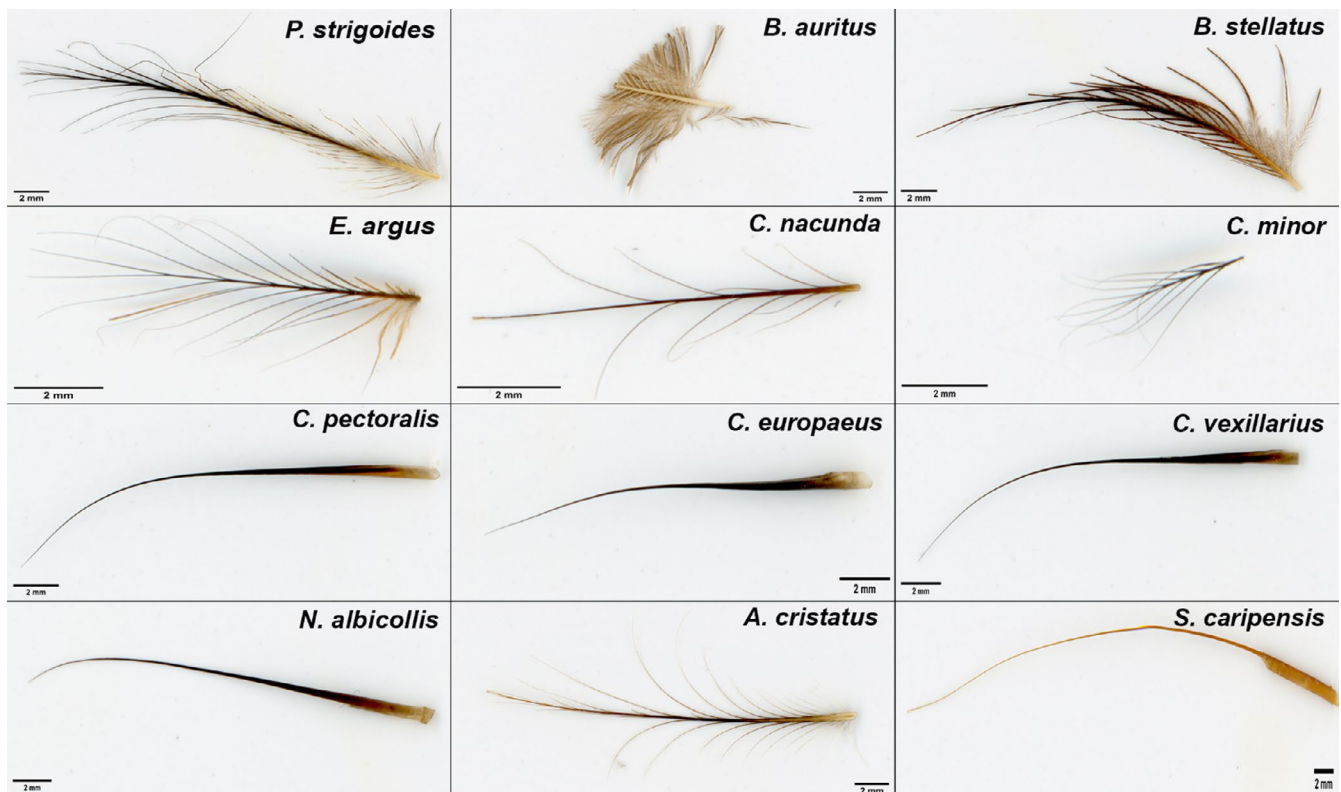 P. strigoides
2 mm
B. auritus
2 mm
B. stellatus
2 mm
E. argus
2 mm
C. nacunda
2 mm
C. minor
2 mm
C. pectoralis
2 mm
C. europaeus
2 mm
C. vexillarius
2 mm
N. albicollis
2 mm
A. cristatus
2 mm
S. caripensis
2 mm